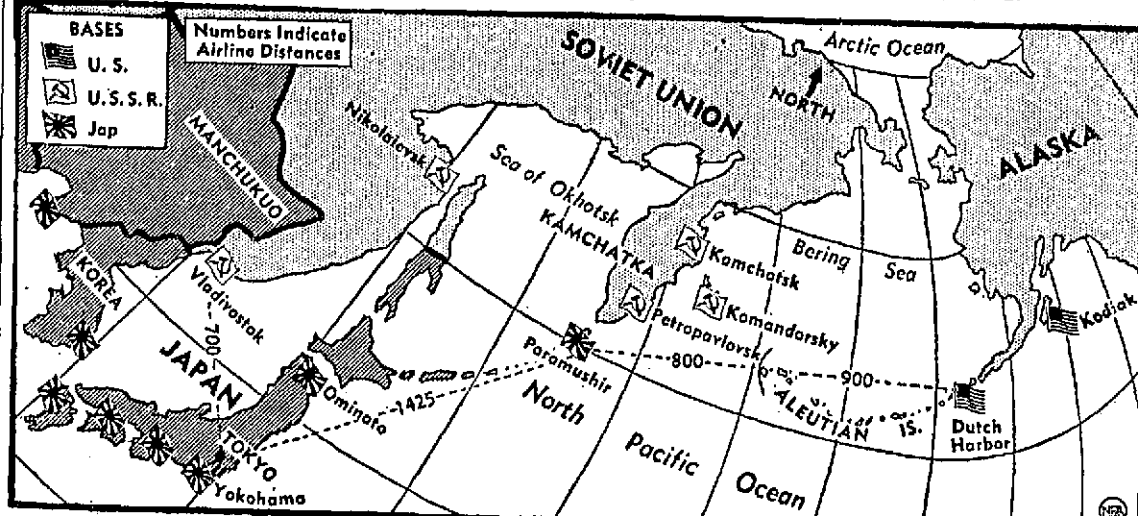 BASES
U. S.
U.S.S.R.
Jap
Numbers Indicate
Airline Distances
MANCHUKUO
SOVIET UNION
Arctic Ocean
NORTH
ALASKA
Nikolaievsk
Sea of Okhotsk
KAMCHATKA
Bering
Sea
Kamchatsk
Komandorsky
Petropavlovsk
Kodiak
KOREA
Vladivostok
700
JAPAN
Ominato
1425
Paramushir
800
900
ALEUTIAN
IS.
Dutch
Harbor
North
Pacific
Ocean
TOKYO
Yokohama
NEA